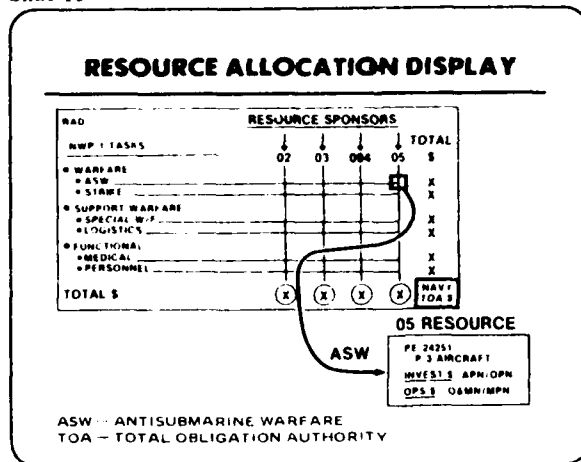 RESOURCE ALLOCATION DISPLAY
RAD RESOURCE SPONSORS
NWP 1 TASKS 02 03 094 05 TOTAL $
• WARFARE
• ASW X
• STRIKE X
• SUPPORT WARFARE
• SPECIAL W/F X
• LOGISTICS X
• FUNCTIONAL
• MEDICAL X
• PERSONNEL X
TOTAL $ X X X X NAVY TOA $
05 RESOURCE
ASW
PE 24251
P 3 AIRCRAFT
INVEST $ APN/OPN
OPS $ O&MN/MPN
ASW – ANTISUBMARINE WARFARE
TOA – TOTAL OBLIGATION AUTHORITY